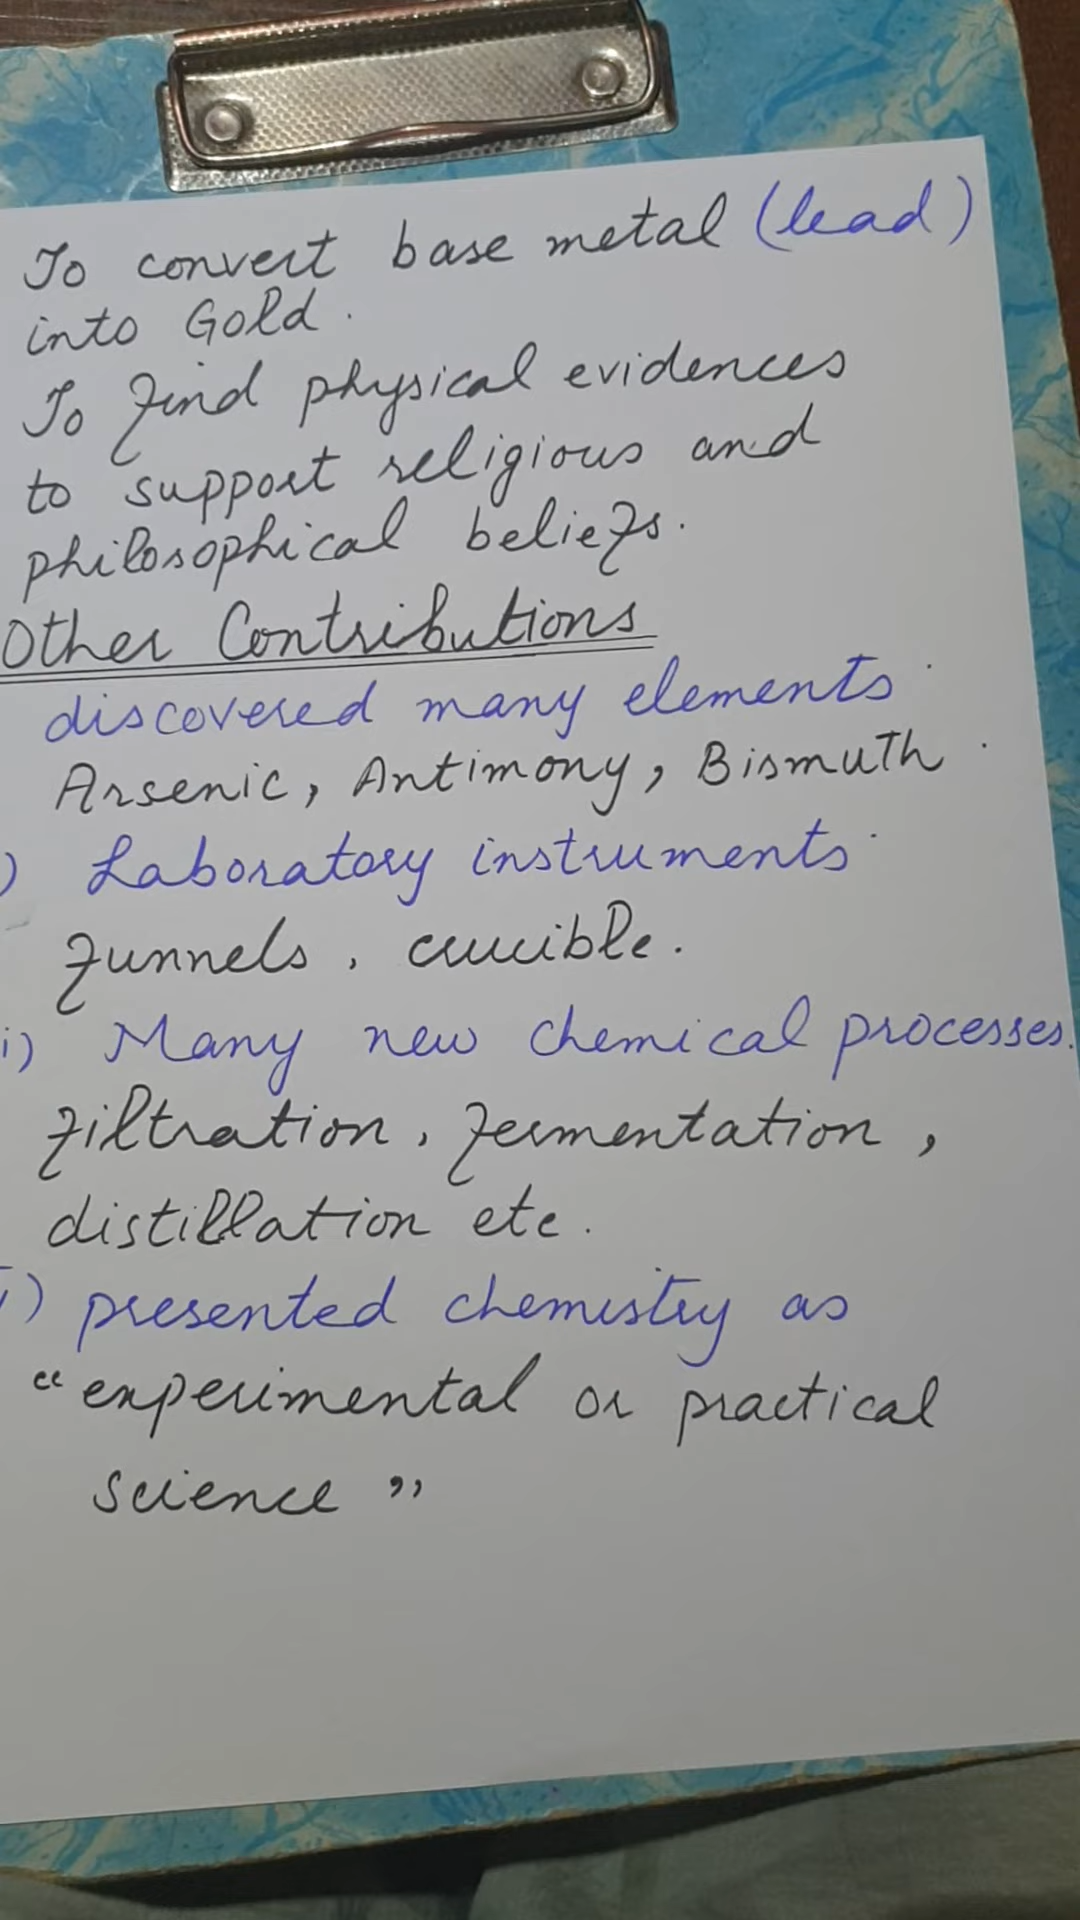 To convert base metal (lead)
into Gold.
To find physical evidences
to support religious and
philosophical beliefs.
Other Contributions
discovered many elements
Arsenic, Antimony, Bismuth.
) Laboratory instruments
funnels, crucible.
i) Many new chemical processes.
filtration, fermentation,
distillation etc.
) presented chemistry as
“experimental or practical
science”